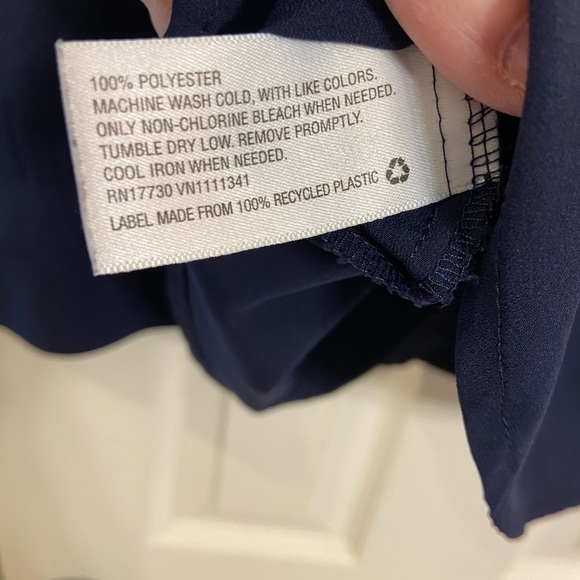 100% POLYESTER
MACHINE WASH COLD, WITH LIKE COLORS.
ONLY NON-CHLORINE BLEACH WHEN NEEDED.
TUMBLE DRY LOW. REMOVE PROMPTLY.
COOL IRON WHEN NEEDED.
RN17730 VN1111341
LABEL MADE FROM 100% RECYCLED PLASTIC